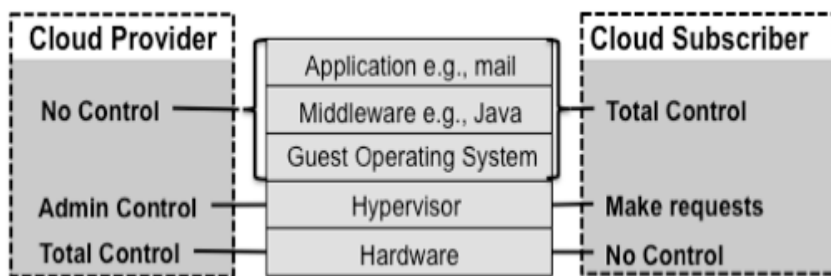 Cloud Provider
Cloud Subscriber
Application e.g., mail
No Control
Middleware e.g., Java
Total Control
Guest Operating System
Admin Control
Hypervisor
Make requests
Total Control
Hardware
No Control